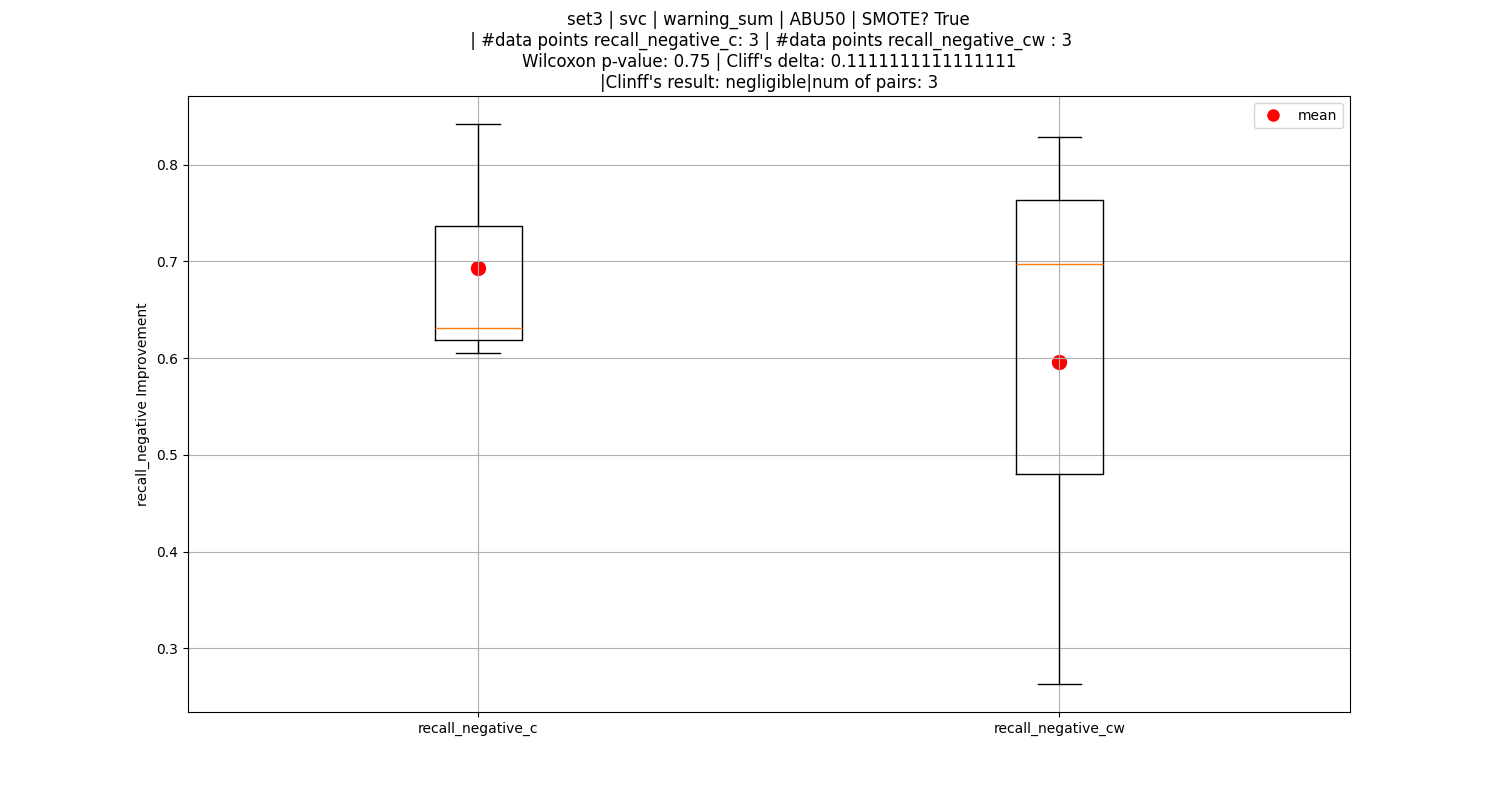 set3 | svc | warning_sum | ABU50 | SMOTE? True
| #data points recall_negative_c: 3 | #data points recall_negative_cw : 3
Wilcoxon p-value: 0.75 | Cliff's delta: 0.1111111111111111
|Clinff's result: negligible|num of pairs: 3
mean
0.8
0.7
0.6
0.5
0.4
0.3
recall_negative Improvement
recall_negative_c
recall_negative_cw